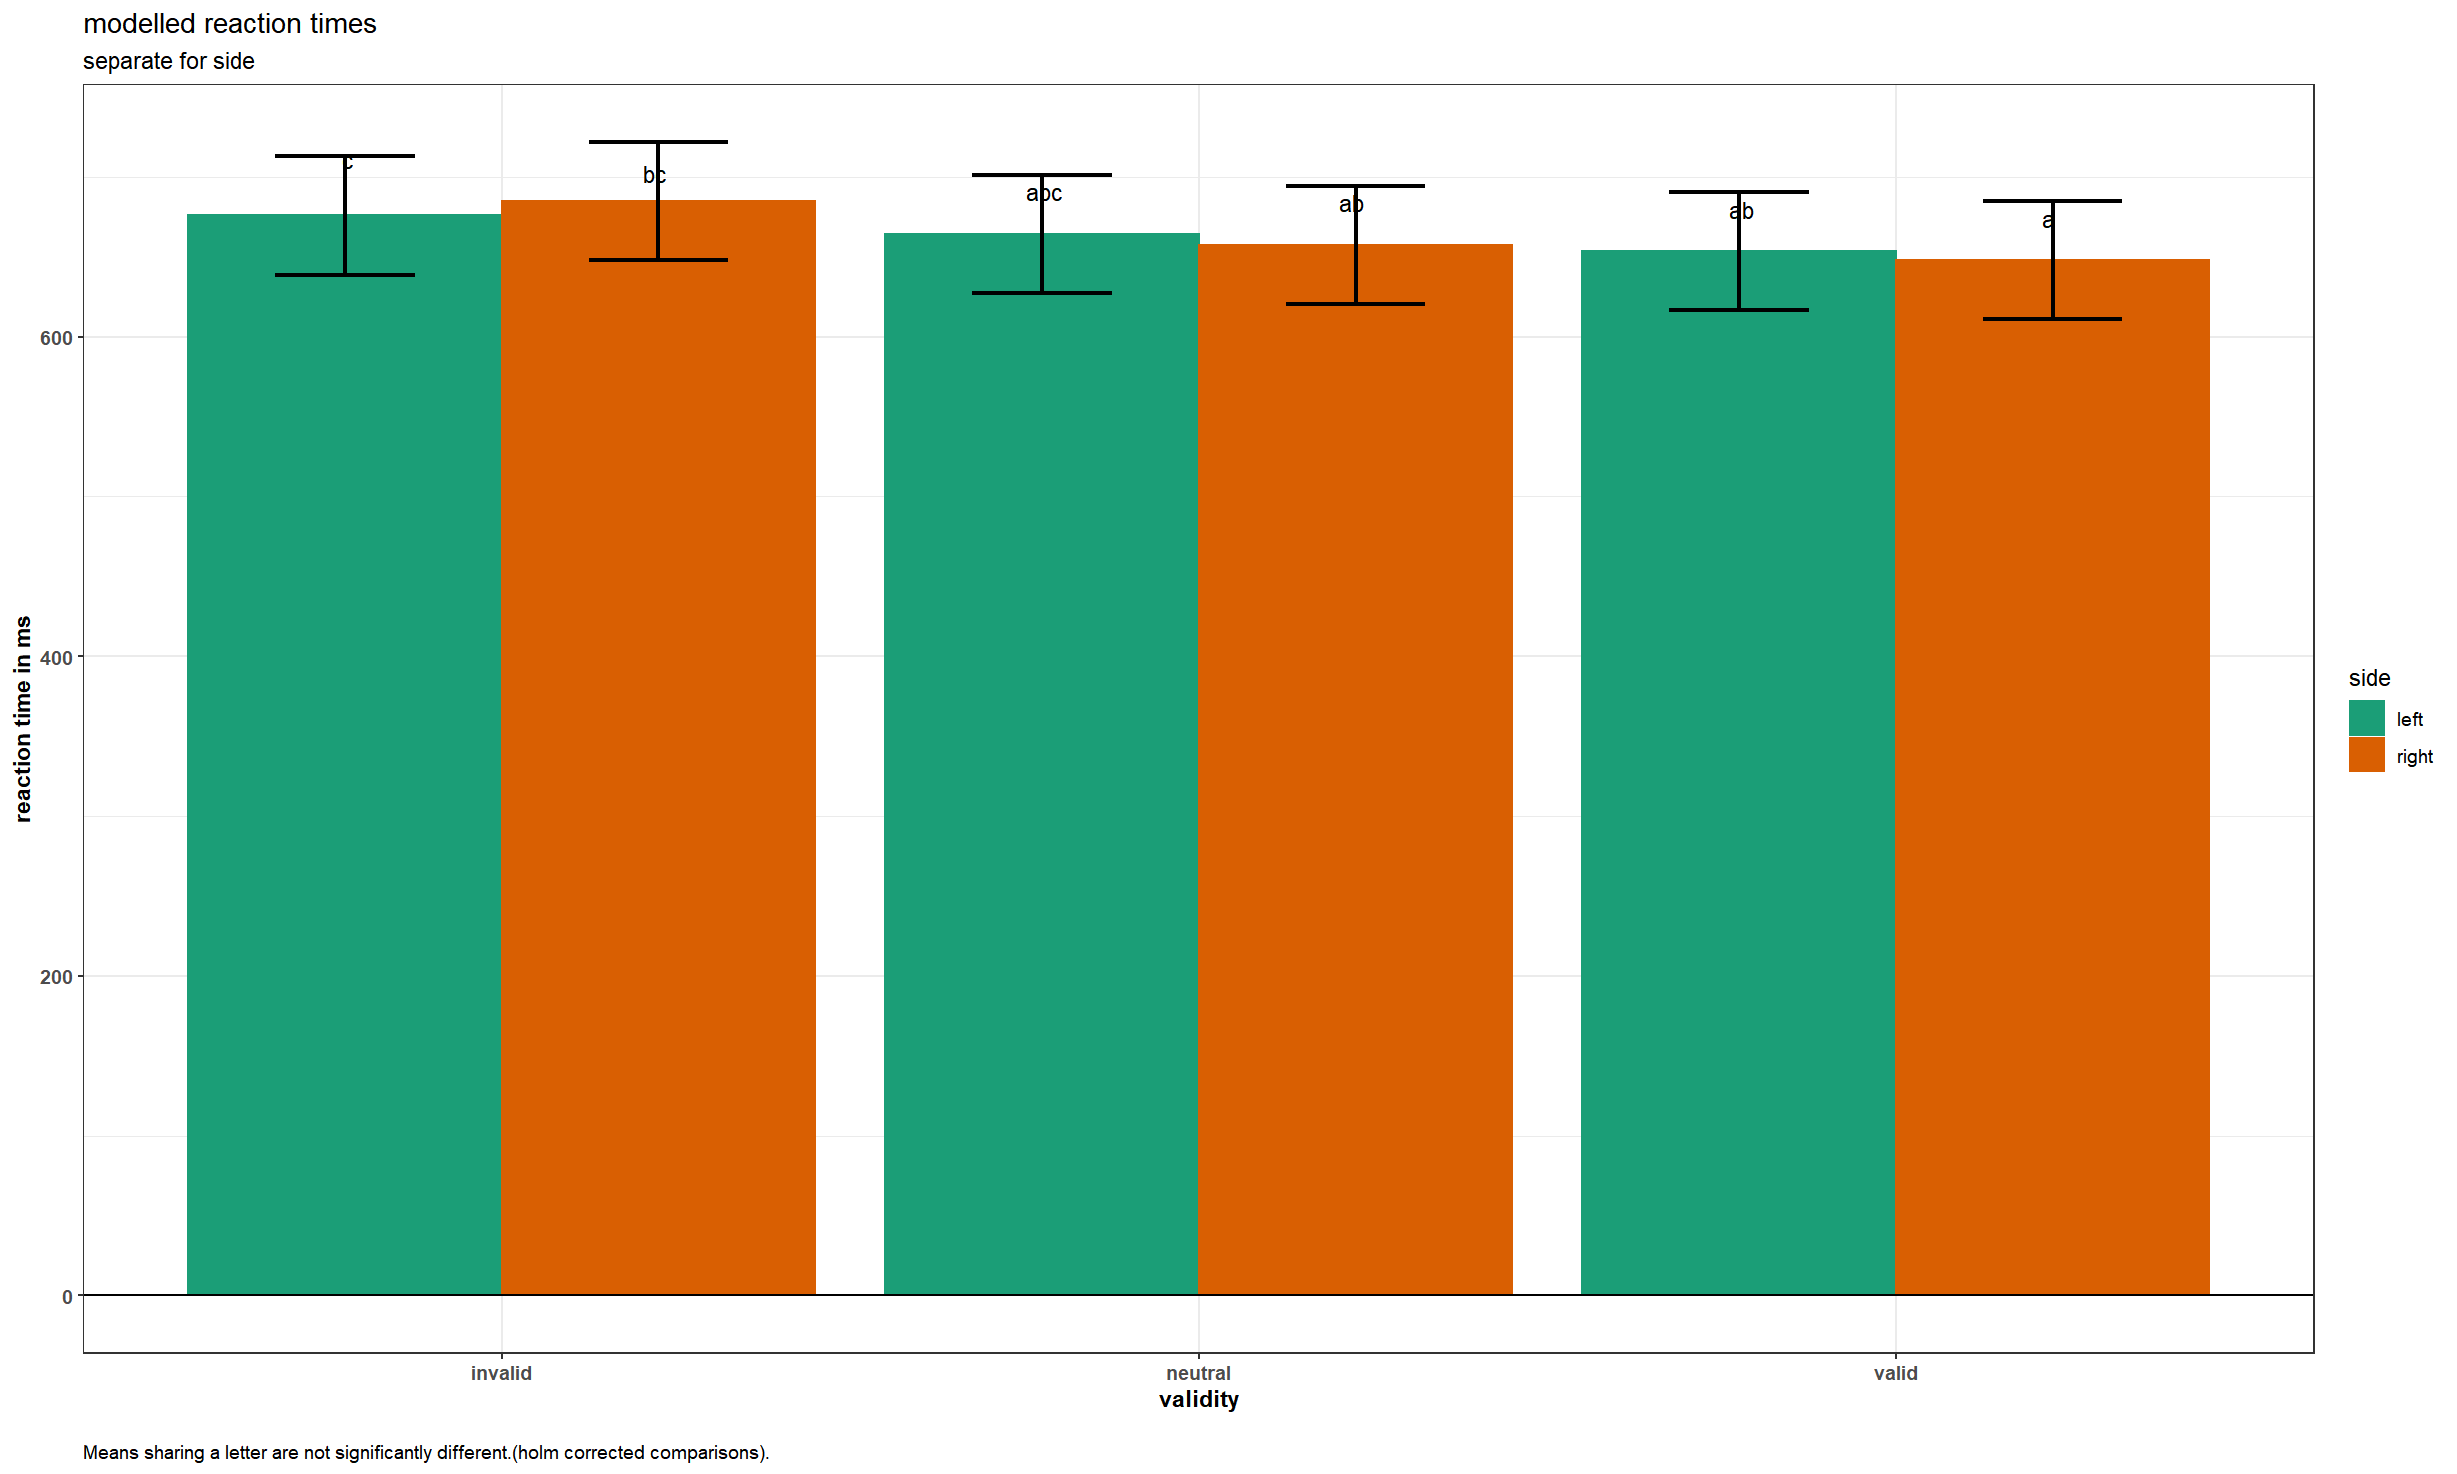 modelled reaction times
separate for side
c
bc
abc
ab
ab
a
600
400
200
0
reaction time in ms
invalid
neutral
valid
validity
side
left
right
Means sharing a letter are not significantly different.(holm corrected comparisons).